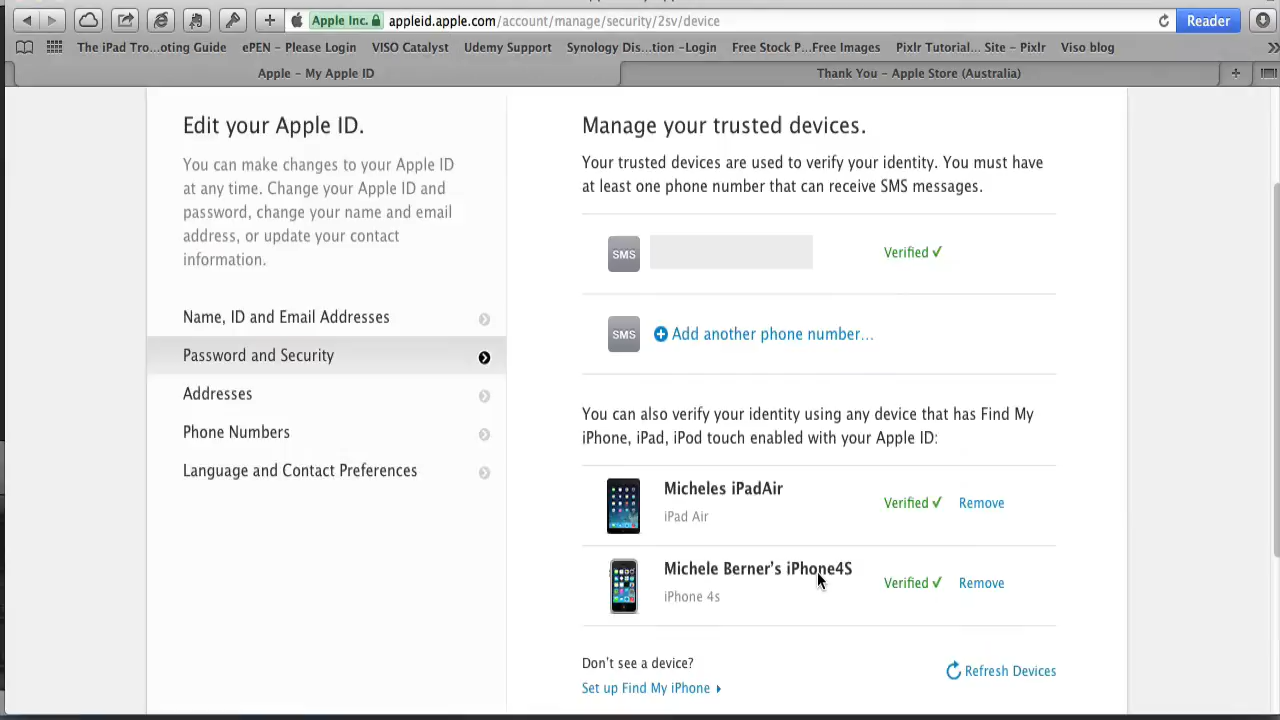 Apple Inc. appleid.apple.com/account/manage/security/2sv/device
Reader
The iPad Tro...oting Guide ePEN – Please Login VISO Catalyst Udemy Support Synology Dis...tion –Login Free Stock P...Free Images Pixlr Tutorial... Site – Pixlr Viso blog
Apple – My Apple ID
Thank You – Apple Store (Australia)
Edit your Apple ID.
You can make changes to your Apple ID
at any time. Change your Apple ID and
password, change your name and email
address, or update your contact
information.
Name, ID and Email Addresses
Password and Security
Addresses
Phone Numbers
Language and Contact Preferences
Manage your trusted devices.
Your trusted devices are used to verify your identity. You must have
at least one phone number that can receive SMS messages.
SMS Verified ✓
SMS Add another phone number...
You can also verify your identity using any device that has Find My
iPhone, iPad, iPod touch enabled with your Apple ID:
Micheles iPadAir
iPad Air
Verified ✓ Remove
Michele Berner's iPhone4S
iPhone 4s
Verified ✓ Remove
Don't see a device?
Set up Find My iPhone
Refresh Devices